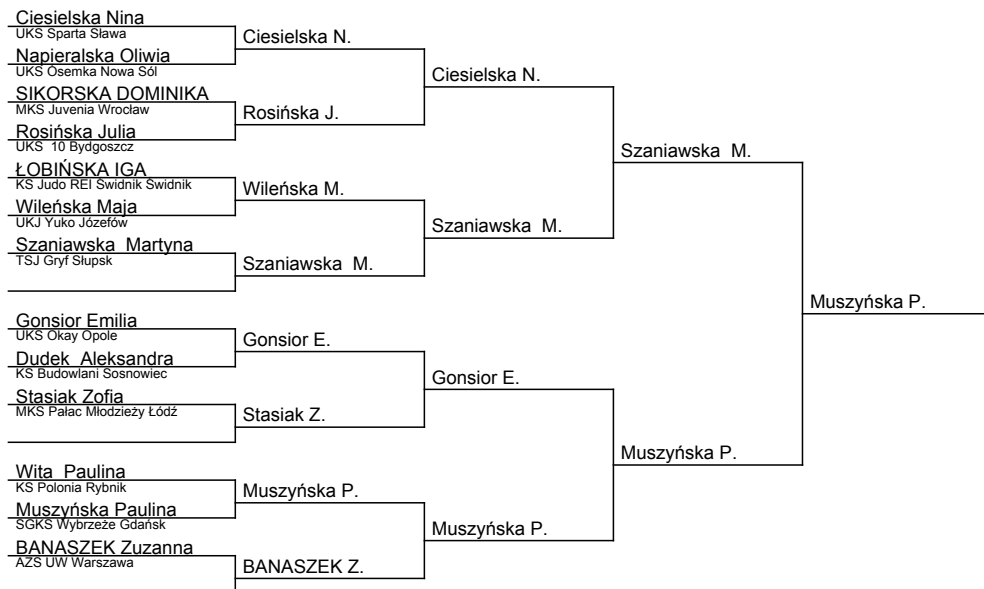 Ciesielska Nina
UKS Sparta Sława
Napieralska Oliwia
UKS Ósemka Nowa Sól
SIKORSKA DOMINIKA
MKS Juvenia Wrocław
Rosińska Julia
UKS 10 Bydgoszcz
ŁOBIŃSKA IGA
KS Judo REI Świdnik Świdnik
Wileńska Maja
UKJ Yuko Józefów
Szaniawska Martyna
TSJ Gryf Słupsk
Gonsior Emilia
UKS Okay Opole
Dudek Aleksandra
KS Budowlani Sosnowiec
Stasiak Zofia
MKS Pałac Młodzieży Łódź
Wita Paulina
KS Polonia Rybnik
Muszyńska Paulina
SGKS Wybrzeże Gdańsk
BANASZEK Zuzanna
AZS UW Warszawa
Ciesielska N.
Rosińska J.
Wileńska M.
Szaniawska M.
Gonsior E.
Stasiak Z.
Muszyńska P.
BANASZEK Z.
Ciesielska N.
Szaniawska M.
Gonsior E.
Muszyńska P.
Szaniawska M.
Muszyńska P.
Muszyńska P.